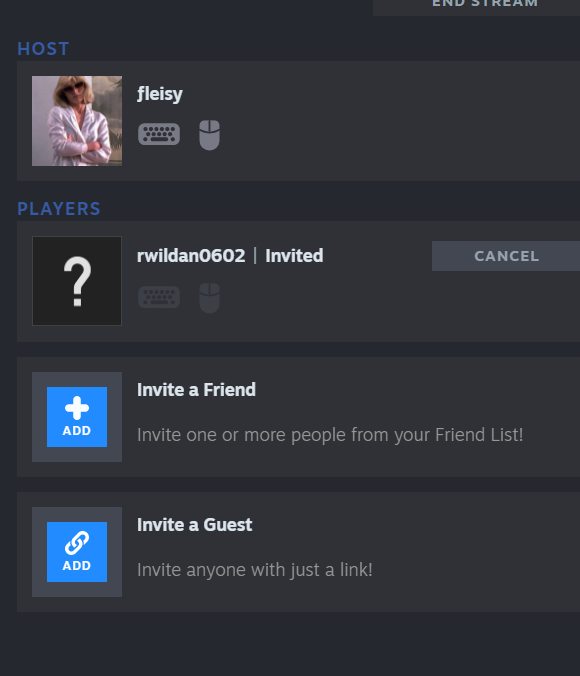 END STREAM
HOST
ƒleisy
PLAYERS
rwildan0602 | Invited
CANCEL
?
Invite a Friend
ADD
Invite one or more people from your Friend List!
Invite a Guest
ADD
Invite anyone with just a link!